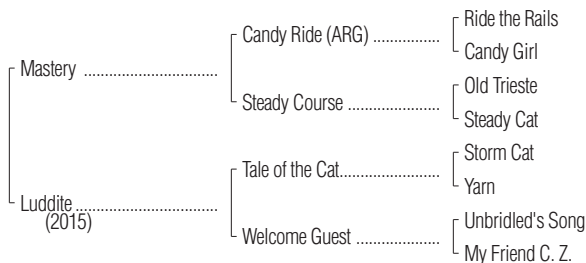 Ride the Rails
Candy Ride (ARG) ................
Candy Girl
Mastery ................................
Old Trieste
Steady Course ......................
Steady Cat
Storm Cat
Tale of the Cat........................
Yarn
Luddite ..................................
(2015)
Unbridled's Song
Welcome Guest ....................
My Friend C. Z.